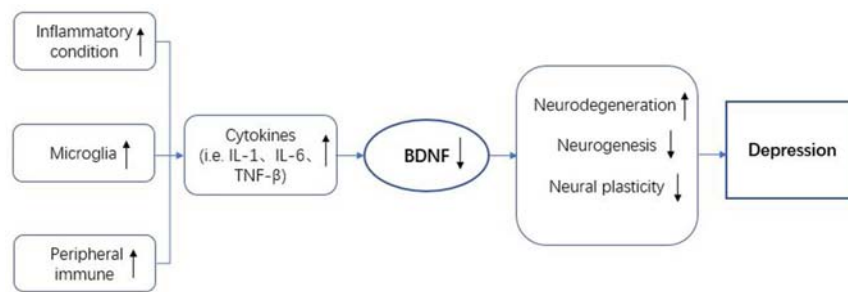 Inflammatory
condition ↑
Microglia ↑
Peripheral
immune ↑
Cytokines
(i.e. IL-1、IL-6、
TNF-β) ↑
BDNF ↓
Neurodegeneration ↑
Neurogenesis ↓
Neural plasticity ↓
Depression